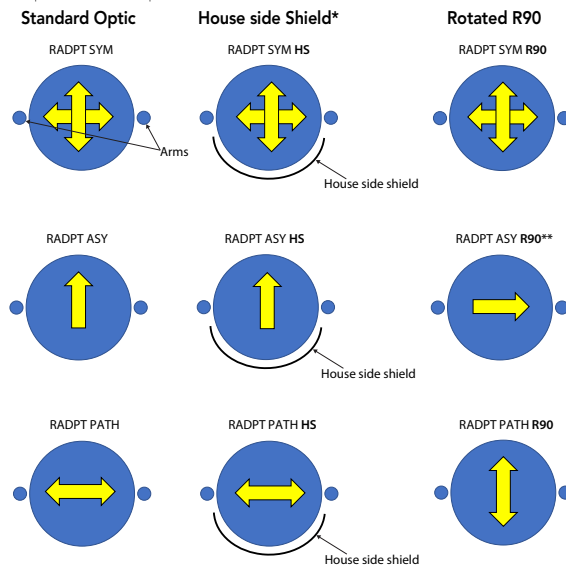 Standard Optic
House side Shield*
Rotated R90
RADPT SYM
RADPT SYM HS
RADPT SYM R90
Arms
House side shield
RADPT ASY
RADPT ASY HS
RADPT ASY R90**
House side shield
RADPT PATH
RADPT PATH HS
RADPT PATH R90
House side shield